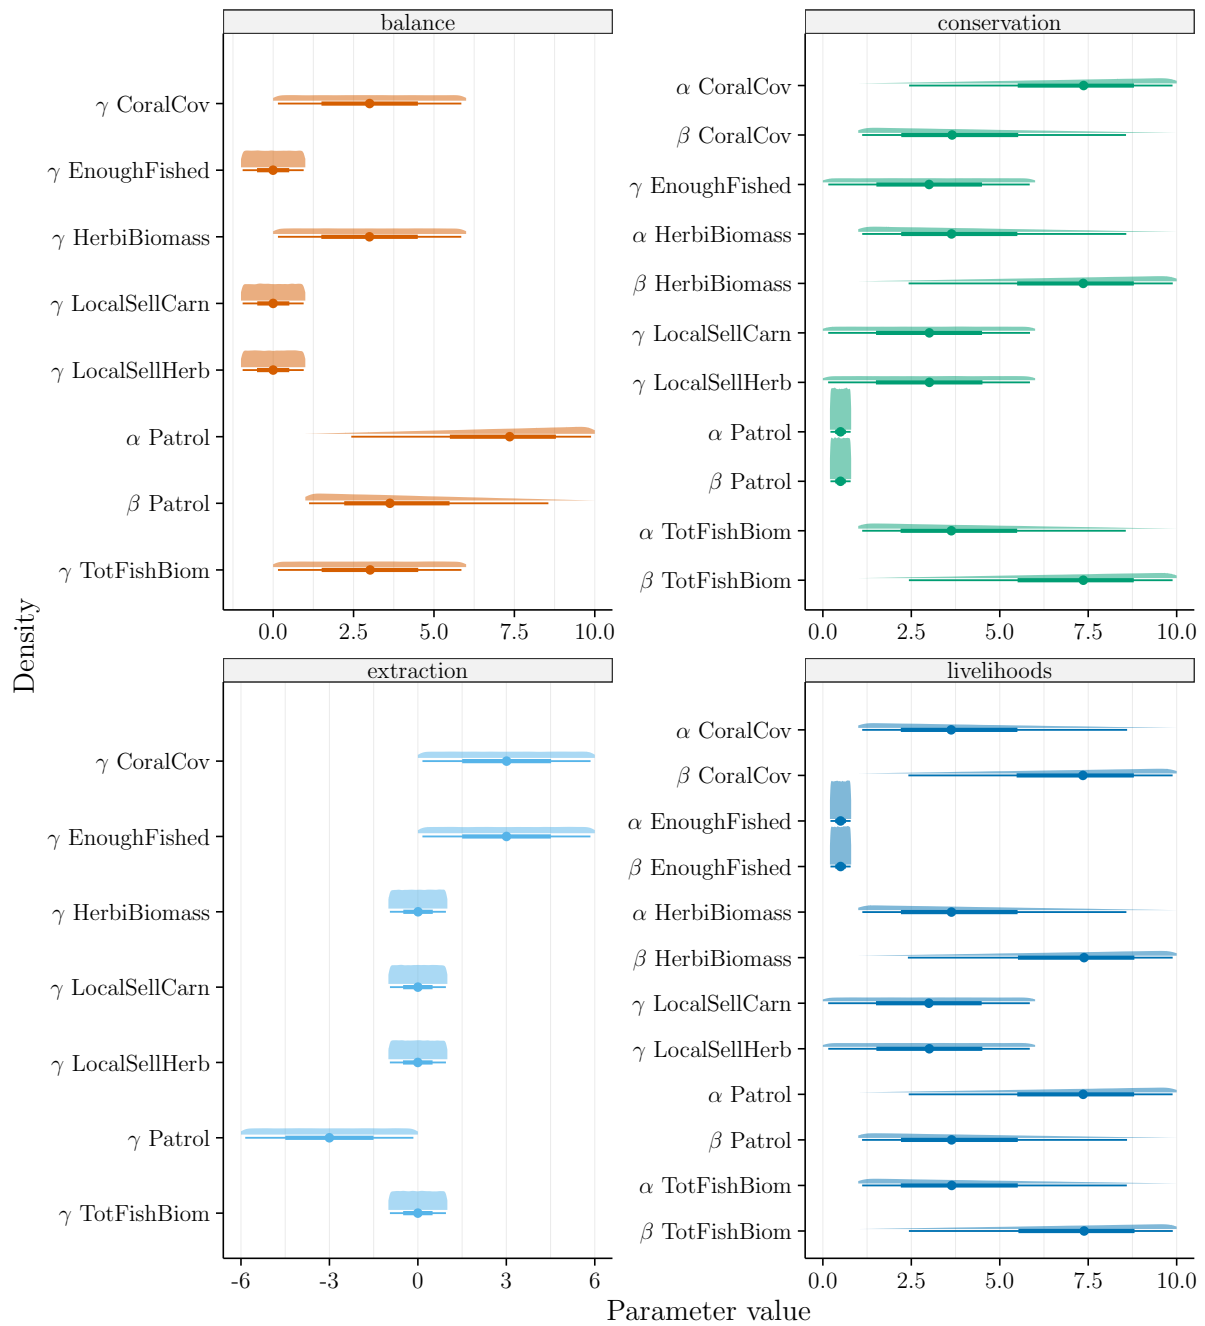 balance
γ CoralCov
γ EnoughFished
γ HerbiBiomass
γ LocalSellCarn
γ LocalSellHerb
α Patrol
β Patrol
γ TotFishBiom
0.0 2.5 5.0 7.5 10.0
conservation
α CoralCov
β CoralCov
γ EnoughFished
α HerbiBiomass
β HerbiBiomass
γ LocalSellCarn
γ LocalSellHerb
α Patrol
β Patrol
α TotFishBiom
β TotFishBiom
0.0 2.5 5.0 7.5 10.0
Density
extraction
γ CoralCov
γ EnoughFished
γ HerbiBiomass
γ LocalSellCarn
γ LocalSellHerb
γ Patrol
γ TotFishBiom
-6 -3 0 3 6
livelihoods
α CoralCov
β CoralCov
α EnoughFished
β EnoughFished
α HerbiBiomass
β HerbiBiomass
γ LocalSellCarn
γ LocalSellHerb
α Patrol
β Patrol
α TotFishBiom
β TotFishBiom
0.0 2.5 5.0 7.5 10.0
Parameter value